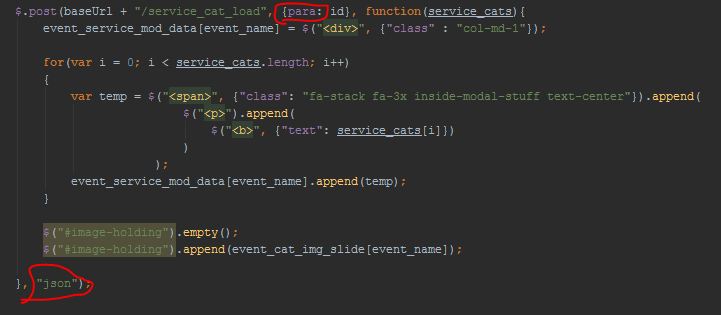 $.post(baseUrl + "/service_cat_load", {para: id}, function(service_cats){
event_service_mod_data[event_name] = $("<div>", {"class" : "col-md-1"});
for(var i = 0; i < service_cats.length; i++)
{
var temp = $("<span>", {"class": "fa-stack fa-3x inside-modal-stuff text-center"}).append(
$("<p>").append(
$("<b>", {"text": service_cats[i]})
)
);
event_service_mod_data[event_name].append(temp);
}
$("#image-holding").empty();
$("#image-holding").append(event_cat_img_slide[event_name]);
}, "json");